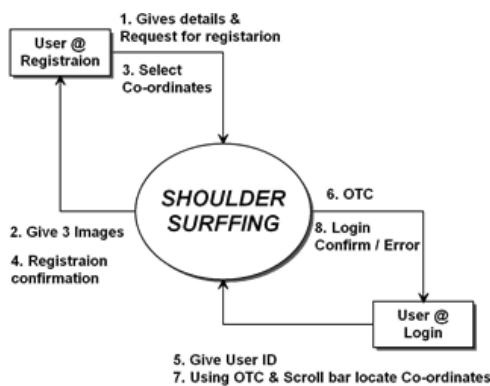 1. Gives details &
Request for registarion
User @
Registraion
3. Select
Co-ordinates
SHOULDER
SURFFING
6. OTC
8. Login
Confirm / Error
2. Give 3 Images
4. Registraion
confirmation
User @
Login
5. Give User ID
7. Using OTC & Scroll bar locate Co-ordinates